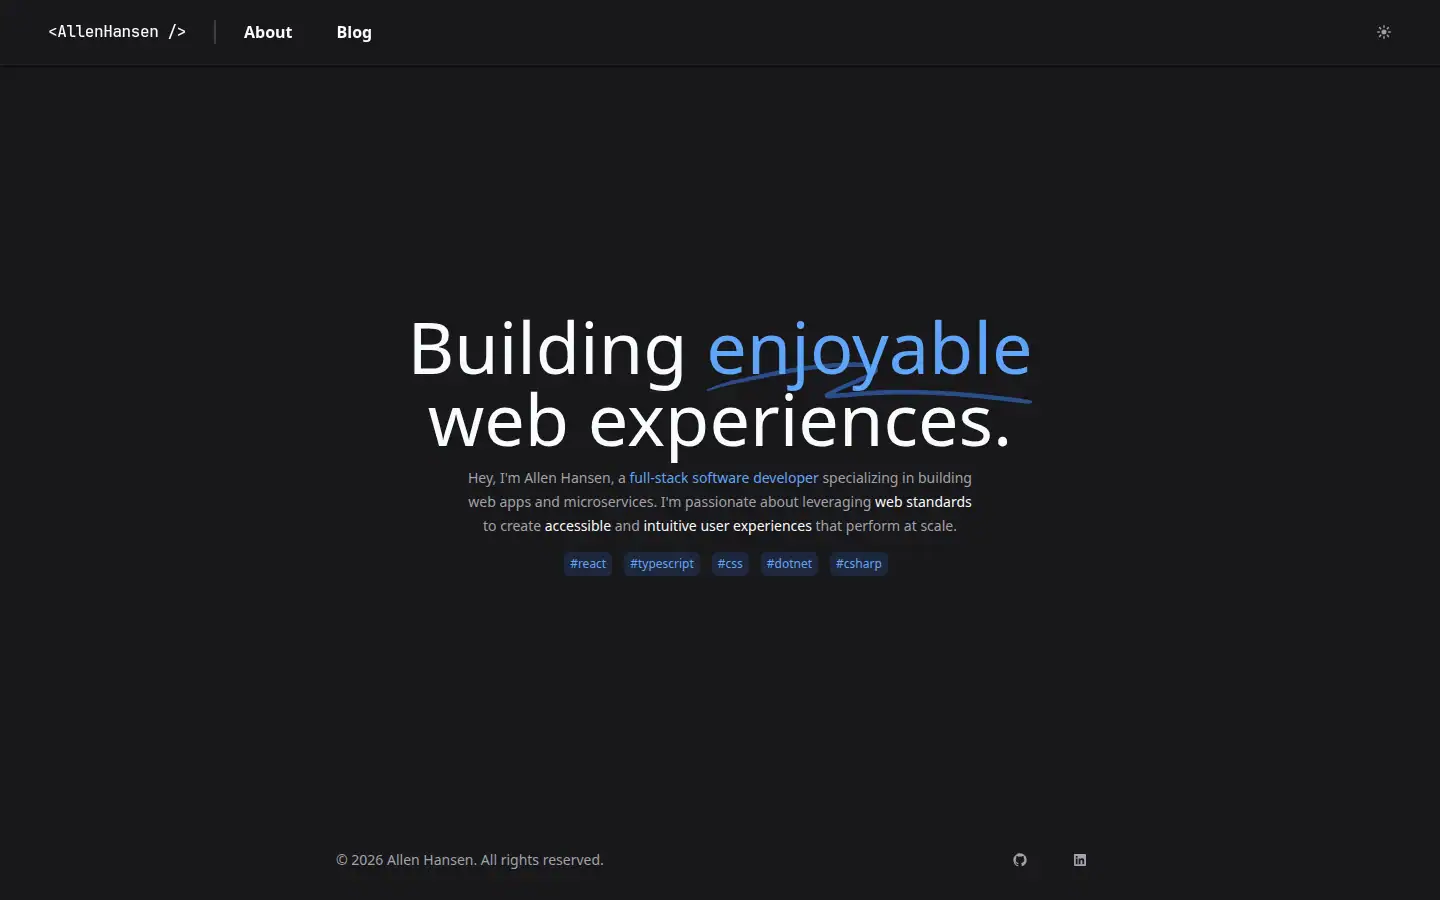 <AllenHansen />
About
Blog
Building enjoyable
web experiences.
Hey, I'm Allen Hansen, a full-stack software developer specializing in building
web apps and microservices. I'm passionate about leveraging web standards
to create accessible and intuitive user experiences that perform at scale.
#react #typescript #css #dotnet #csharp
© 2026 Allen Hansen. All rights reserved.